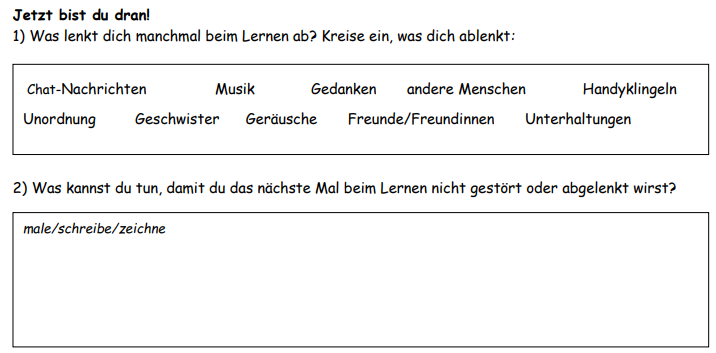 Jetzt bist du dran!
1) Was lenkt dich manchmal beim Lernen ab? Kreise ein, was dich ablenkt:
Chat-Nachrichten Musik Gedanken andere Menschen Handyklingeln
Unordnung Geschwister Geräusche Freunde/Freundinnen Unterhaltungen
2) Was kannst du tun, damit du das nächste Mal beim Lernen nicht gestört oder abgelenkt wirst?
male/schreibe/zeichne